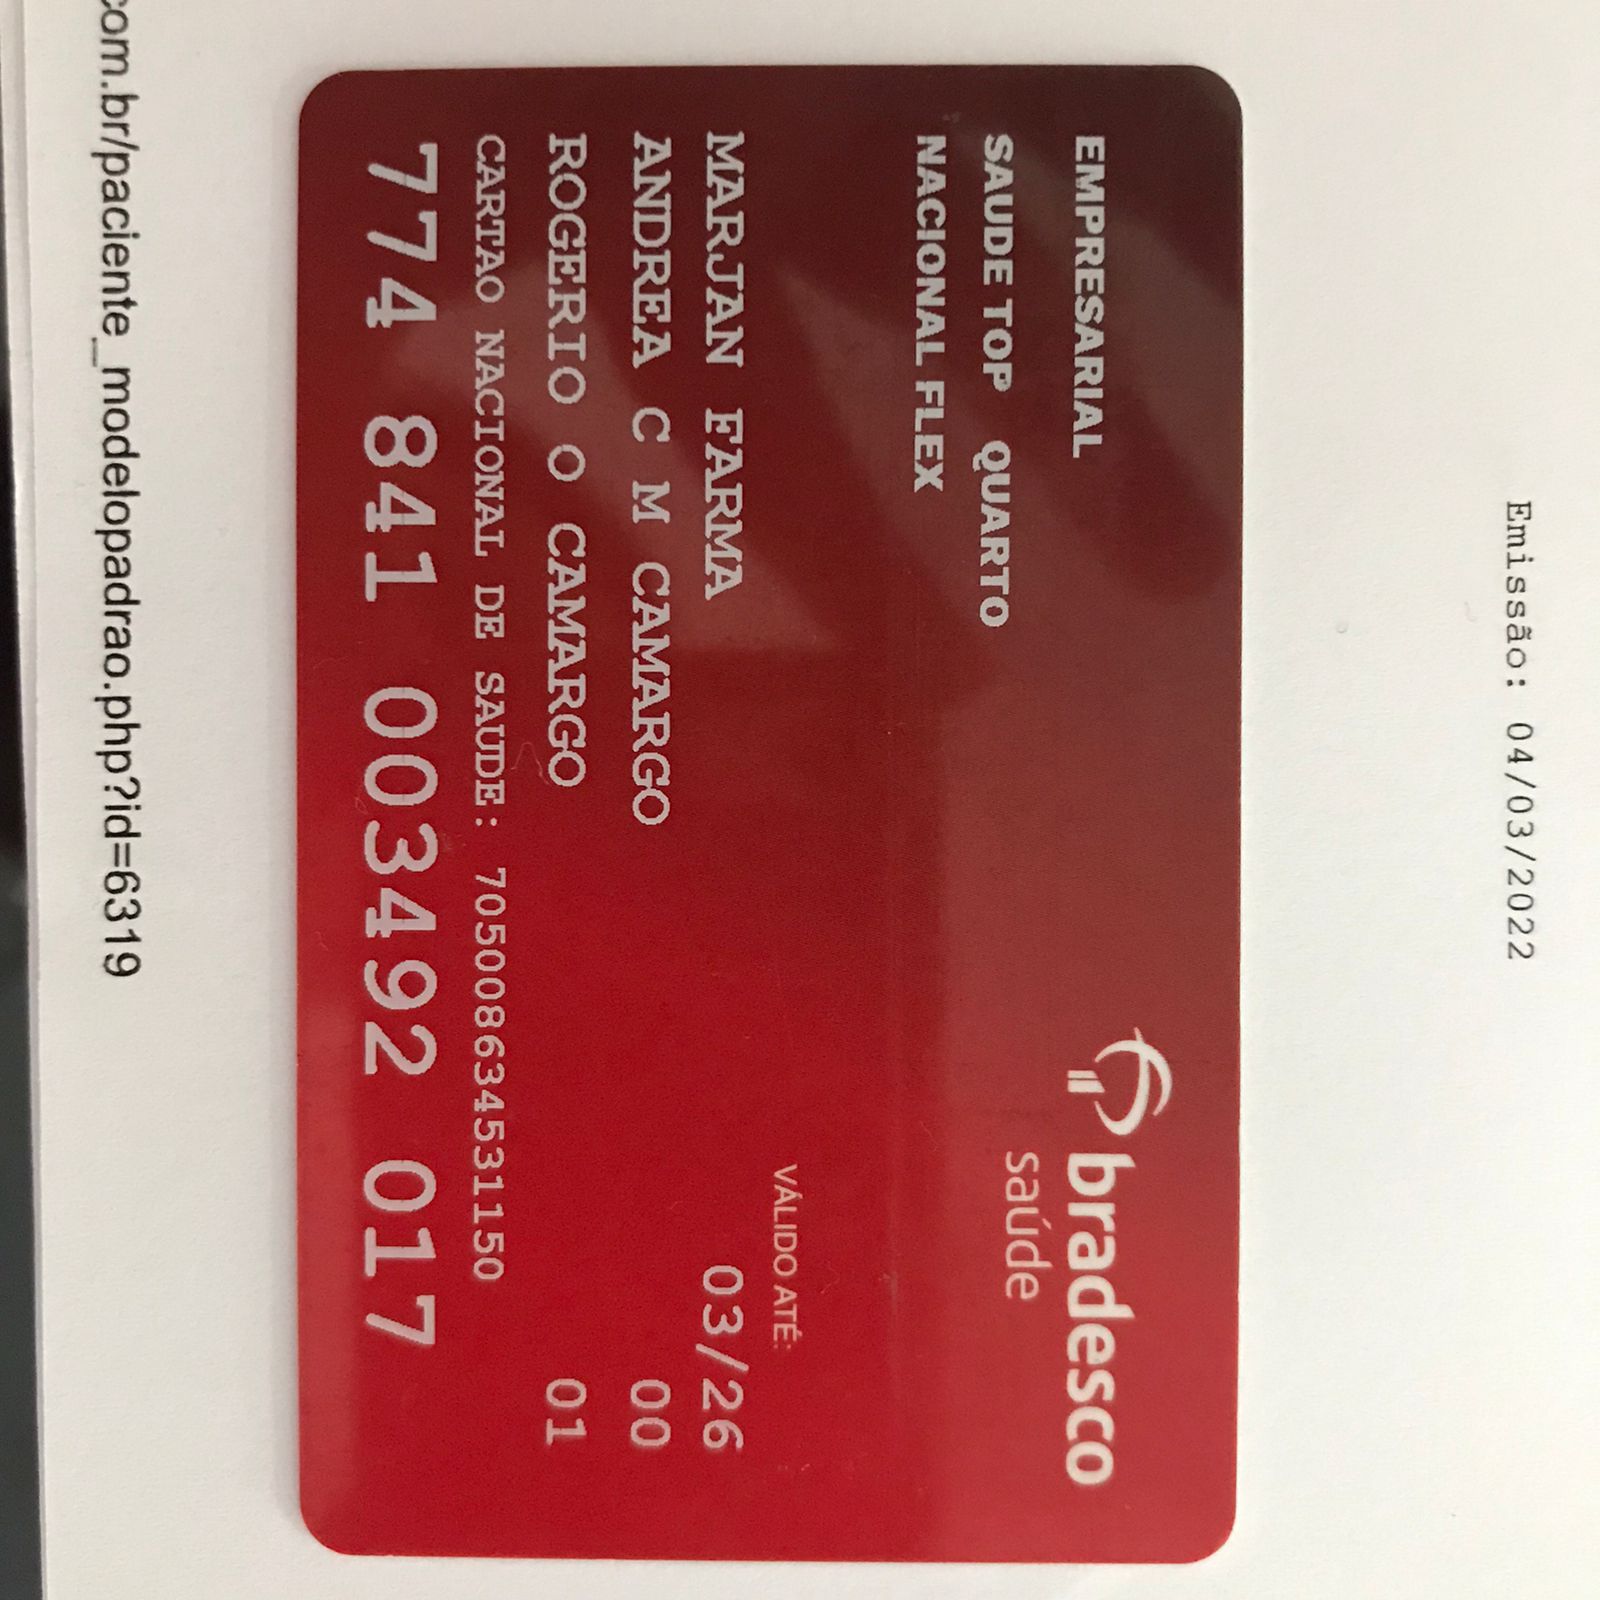 Emissão: 04/03/2022
bradesco
saúde
EMPRESARIAL
SAUDE TOP QUARTO
NACIONAL FLEX
VÁLIDO ATÉ:
MARJAN FARMA 03/26
ANDREA C M CAMARGO 00
ROGERIO O CAMARGO 01
CARTAO NACIONAL DE SAUDE: 705008634531150
774 841 003492 017
com.br/paciente_modelopadrao.php?id=6319